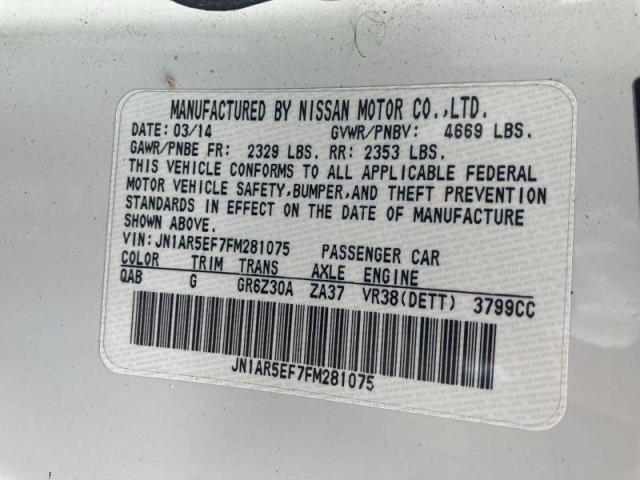 MANUFACTURED BY NISSAN MOTOR CO.,LTD.
DATE: 03/14 GVWR/PNBV: 4669 LBS.
GAWR/PNBE FR: 2329 LBS. RR: 2353 LBS.
THIS VEHICLE CONFORMS TO ALL APPLICABLE FEDERAL
MOTOR VEHICLE SAFETY,BUMPER,AND THEFT PREVENTION
STANDARDS IN EFFECT ON THE DATE OF MANUFACTURE
SHOWN ABOVE.
VIN: JN1AR5EF7FM281075 PASSENGER CAR
COLOR TRIM TRANS AXLE ENGINE
QAB G GR6Z30A ZA37 VR38(DETT) 3799CC
JN1AR5EF7FM281075